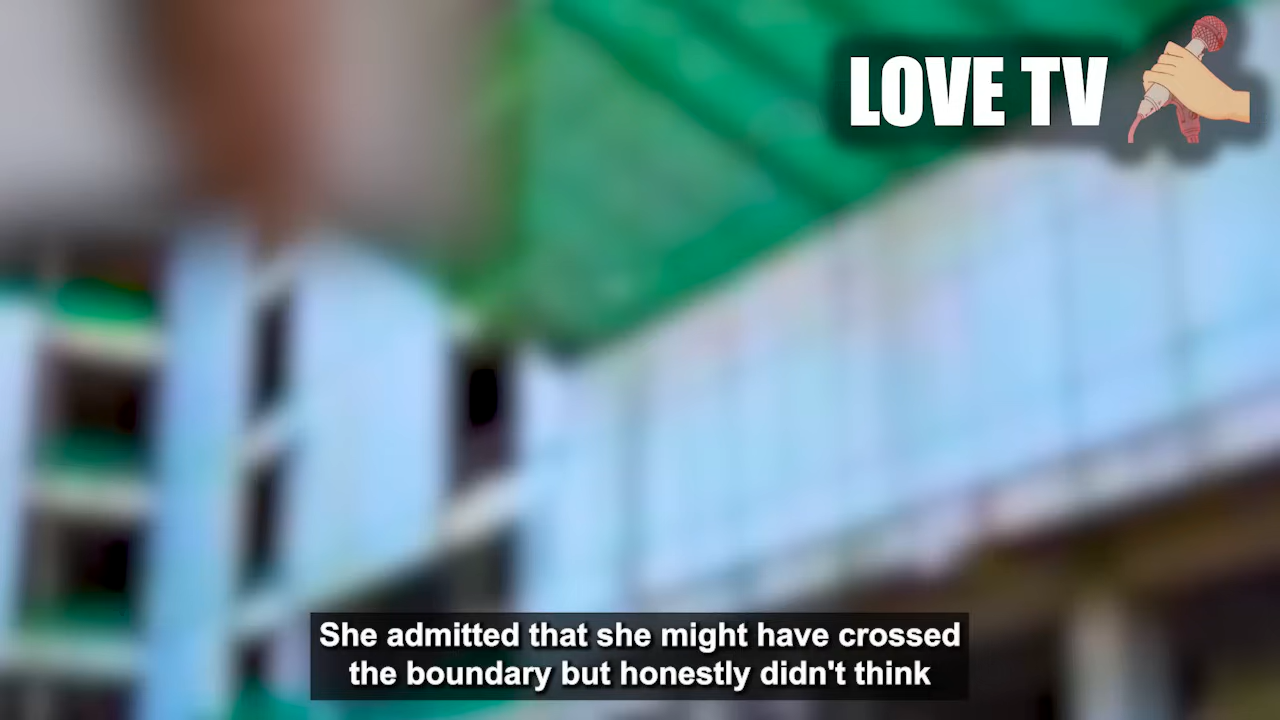 LOVE TV
She admitted that she might have crossed
the boundary but honestly didn't think